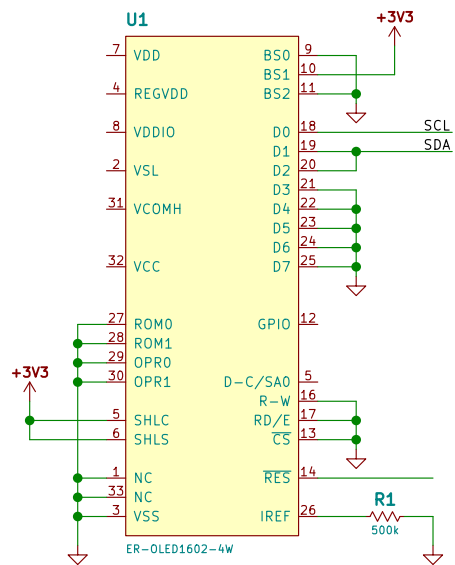 U1
+3V3
7 VDD
BS0 9
BS1 10
4 REGVDD
BS2 11
8 VDDIO
D0 18 SCL
D1 19 SDA
2 VSL
D2 20
D3 21
31 VCOMH
D4 22
D5 23
D6 24
32 VCC
D7 25
27 ROM0
GPIO 12
28 ROM1
29 OPR0
+3V3
30 OPR1
D-C/SA0 5
R-W 16
5 SHLC
RD/E 17
6 SHLS
CS 13
1 NC
RES 14
33 NC
R1
3 VSS
IREF 26
500k
ER-OLED1602-4W